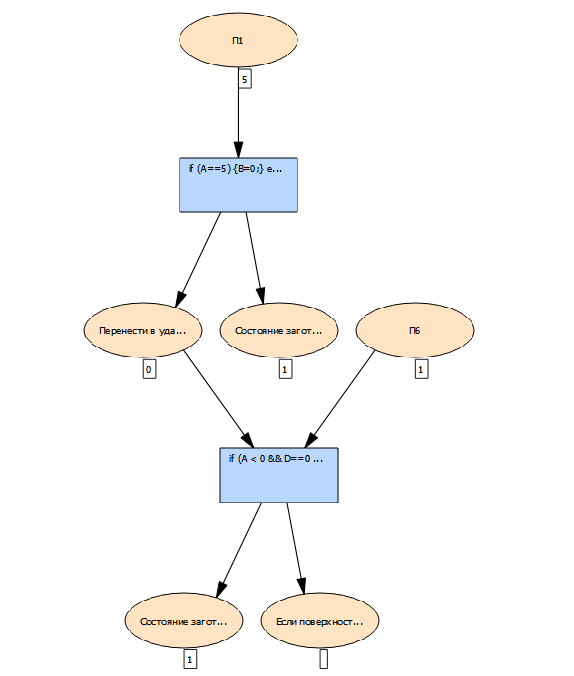 П1
5
if (A==5) {B=0;} e...
Перенести в уда...
Состояние загот...
П6
0
1
1
if (A < 0 && D==0 ...
Состояние загот...
Если поверхност...
1